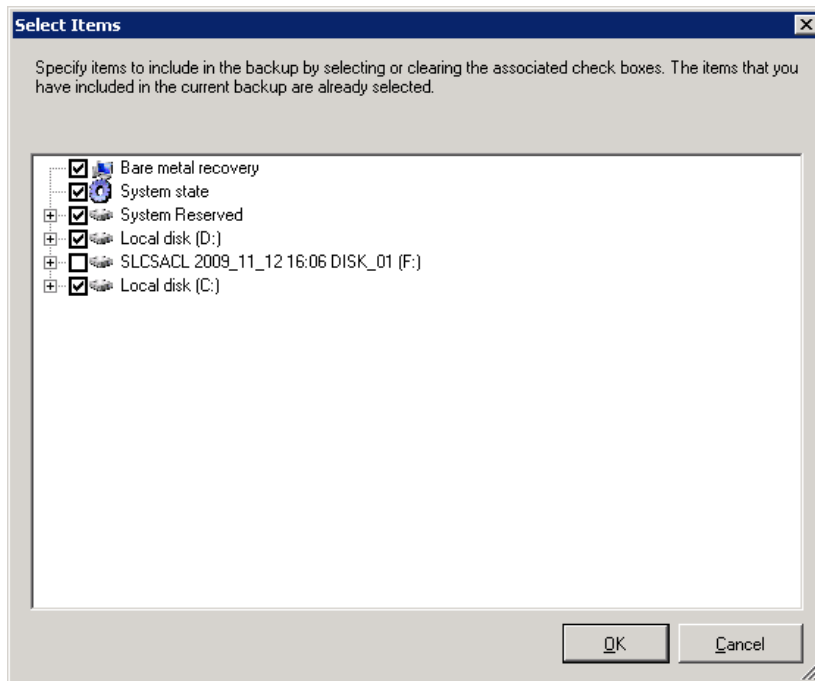 Select Items
Specify items to include in the backup by selecting or clearing the associated check boxes. The items that you
have included in the current backup are already selected.
Bare metal recovery
System state
System Reserved
Local disk (D:)
SLCSACL 2009_11_12 16:06 DISK_01 (F:)
Local disk (C:)
OK
Cancel